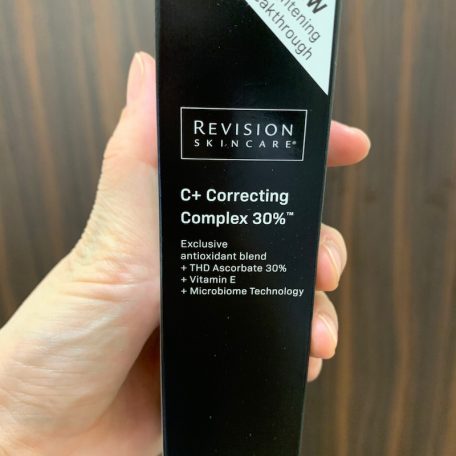 REVISION
SKINCARE®
C+ Correcting
Complex 30%™
Exclusive
antioxidant blend
+ THD Ascorbate 30%
+ Vitamin E
+ Microbiome Technology